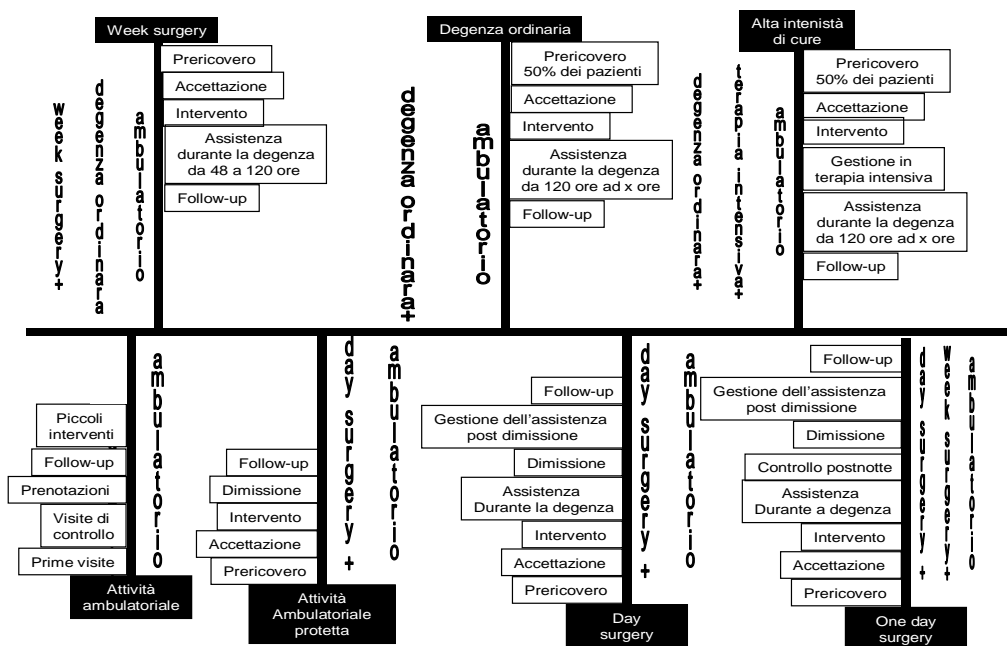 Week surgery
Prericovero
Accettazione
Intervento
Assistenza
durante la degenza
da 48 a 120 ore
Follow-up
week surgery+
degenza ordinara
ambulatorio
Degenza ordinaria
Prericovero
50% dei pazienti
Accettazione
Intervento
Assistenza
durante la degenza
da 120 ore ad x ore
Follow-up
degenza ordinara+
ambulatorio
Alta intenistà
di cure
Prericovero
50% dei pazienti
Accettazione
Intervento
Gestione in
terapia intensiva
Assistenza
durante la degenza
da 120 ore ad x ore
Follow-up
degenza ordinara+
terapia intensiva+
ambulatorio
Piccoli
interventi
Follow-up
Prenotazioni
Visite di
controllo
Prime visite
Attività
ambulatoriale
ambulatorio
Follow-up
Dimissione
Intervento
Accettazione
Prericovero
Attività
Ambulatoriale
protetta
day surgery+
ambulatorio
Follow-up
Gestione dell'assistenza
post dimissione
Dimissione
Assistenza
Durante la degenza
Intervento
Accettazione
Prericovero
Day
surgery
day surgery+
ambulatorio
Follow-up
Gestione dell'assistenza
post dimissione
Dimissione
Controllo postnotte
Assistenza
Durante a degenza
Intervento
Accettazione
Prericovero
One day
surgery
day surgery+
week surgery+
ambulatorio